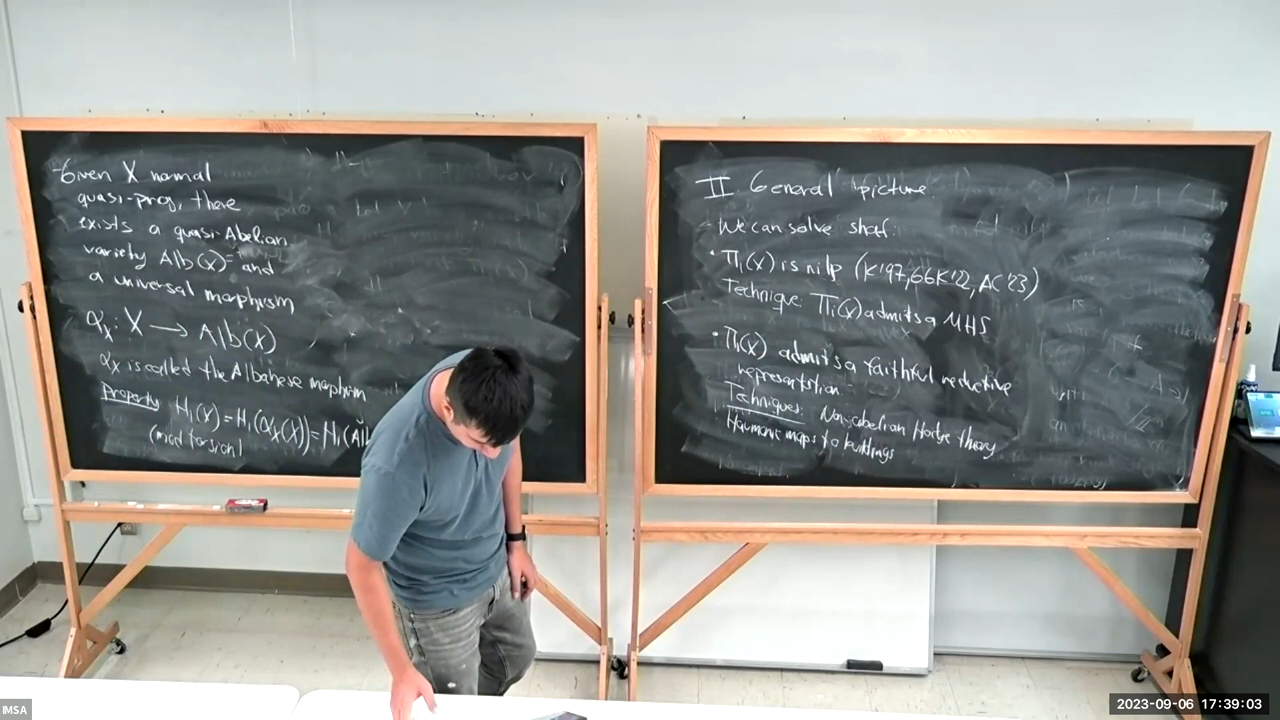 Given X normal
quasi-proj, there
exists a quasi-Abelian
variety Alb(X) and
a universal morphism
α_X : X → Alb(X)
α_X is called the Albanese morphism
Property H_1(X) = H_1(α_X(X)) = H_1(Alb
(mod torsion)
II General picture
We can solve shaf:
• Π_1(X) is nilp (K'97, GGK'22, AC'23)
Technique: Π_1(X) admits a MHS
• Π_1(X) admits a faithful reductive
representation:
Techniques: Non-abelian Hodge theory
Harmonic maps to buildings
IMSA
2023-09-06 17:39:03